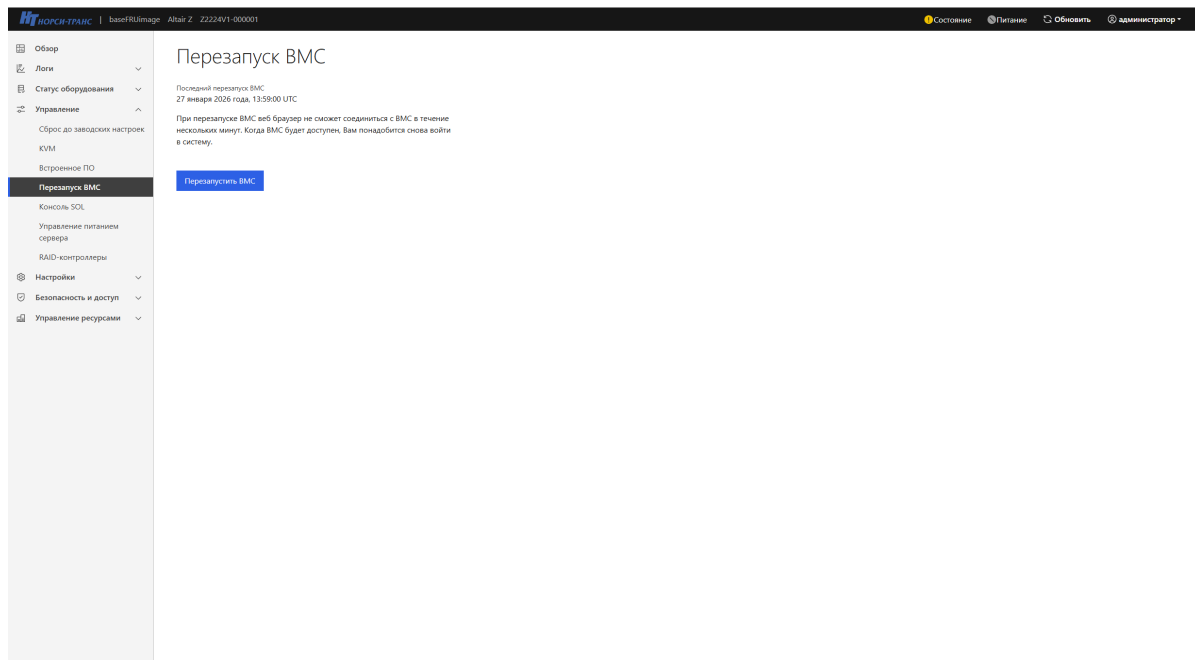 НТ НОРСИ-ТРАНС | baseFRUimage Altair Z Z2224V1-000001 Состояние Питание Обновить администратор
Обзор
Логи
Статус оборудования
Управление
Сброс до заводских настроек
KVM
Встроенное ПО
Перезапуск BMC
Консоль SOL
Управление питанием
сервера
RAID-контроллеры
Настройки
Безопасность и доступ
Управление ресурсами
Перезапуск BMC
Последний перезапуск BMC
27 января 2026 года, 13:59:00 UTC
При перезапуске BMC веб браузер не сможет соединиться с BMC в течение
нескольких минут. Когда BMC будет доступен, Вам понадобится снова войти
в систему.
Перезапустить BMC